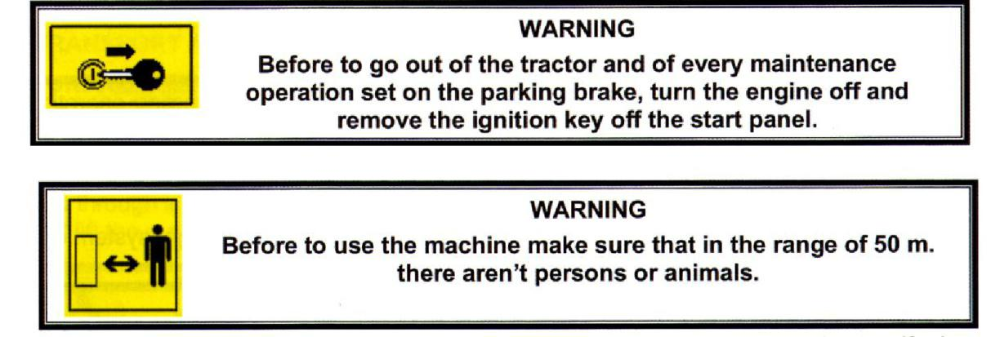 WARNING
Before to go out of the tractor and of every maintenance
operation set on the parking brake, turn the engine off and
remove the ignition key off the start panel.
WARNING
Before to use the machine make sure that in the range of 50 m.
there aren't persons or animals.